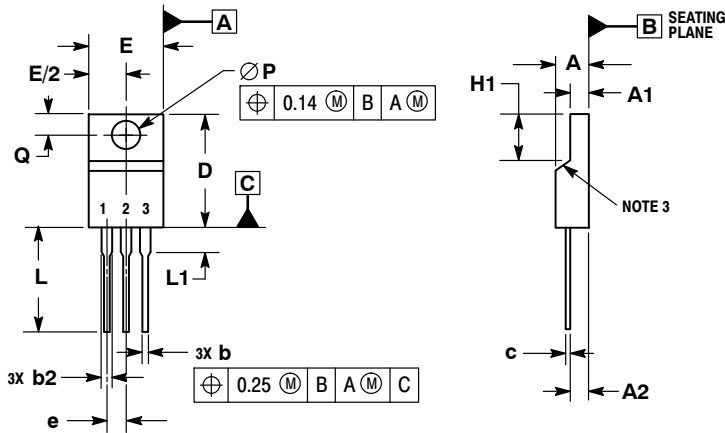 A
E
E/2
∅ P
⌖ 0.14 Ⓜ B A Ⓜ
Q
D
C
1 2 3
L
L1
3X b
3X b2
⌖ 0.25 Ⓜ B A Ⓜ C
e
B SEATING
PLANE
A
H1
A1
NOTE 3
c
A2